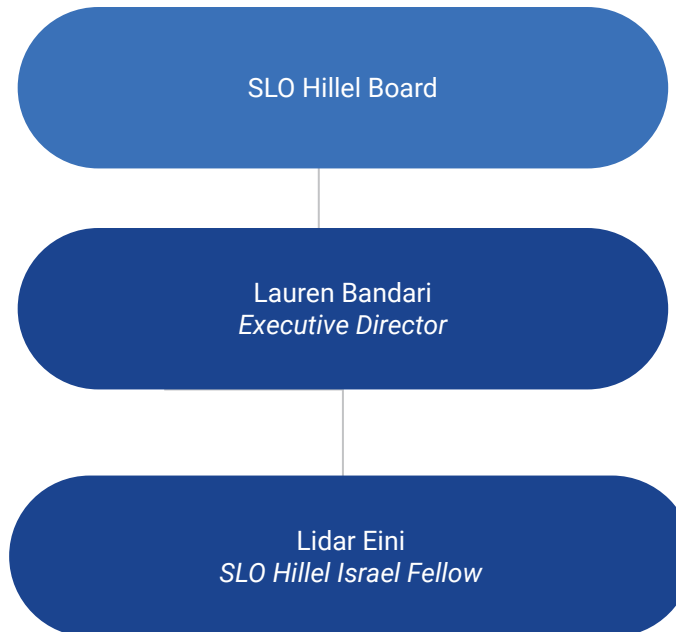 SLO Hillel Board
Lauren Bandari
Executive Director
Lidar Eini
SLO Hillel Israel Fellow